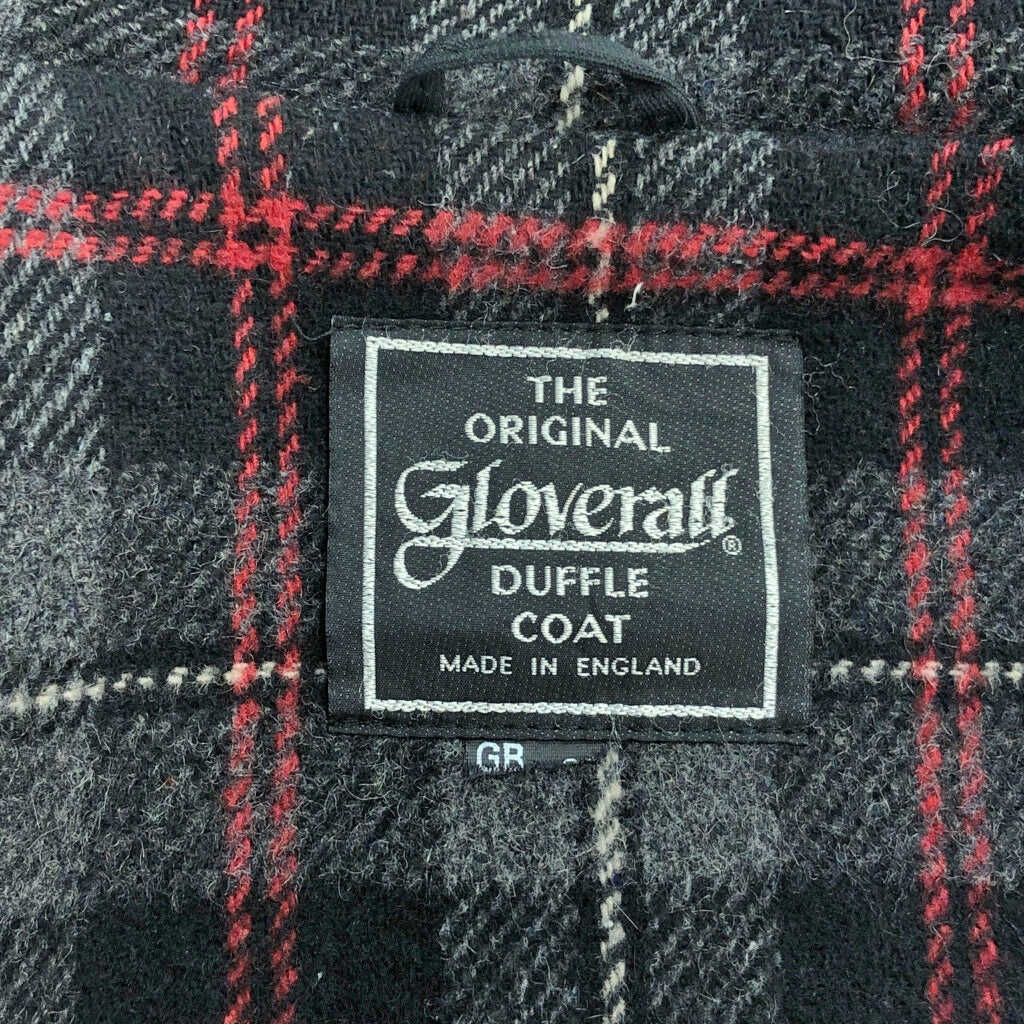 THE
ORIGINAL
Gloverall®
DUFFLE
COAT
MADE IN ENGLAND
GB